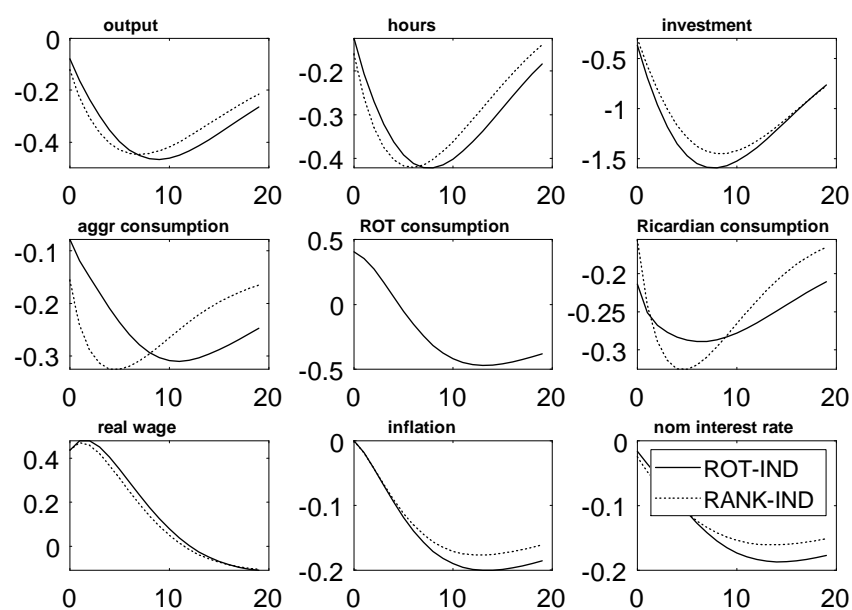 output hours investment
0
-0.2
-0.4
0 10 20
-0.2
-0.3
-0.4
0 10 20
-0.5
-1
-1.5
0 10 20
aggr consumption ROT consumption Ricardian consumption
-0.1
-0.2
-0.3
0 10 20
0.5
0
-0.5
0 10 20
-0.2
-0.25
-0.3
0 10 20
real wage inflation nom interest rate
0.4
0.2
0
0 10 20
0
-0.1
-0.2
0 10 20
0
-0.1
-0.2
0 10 20
ROT-IND
RANK-IND